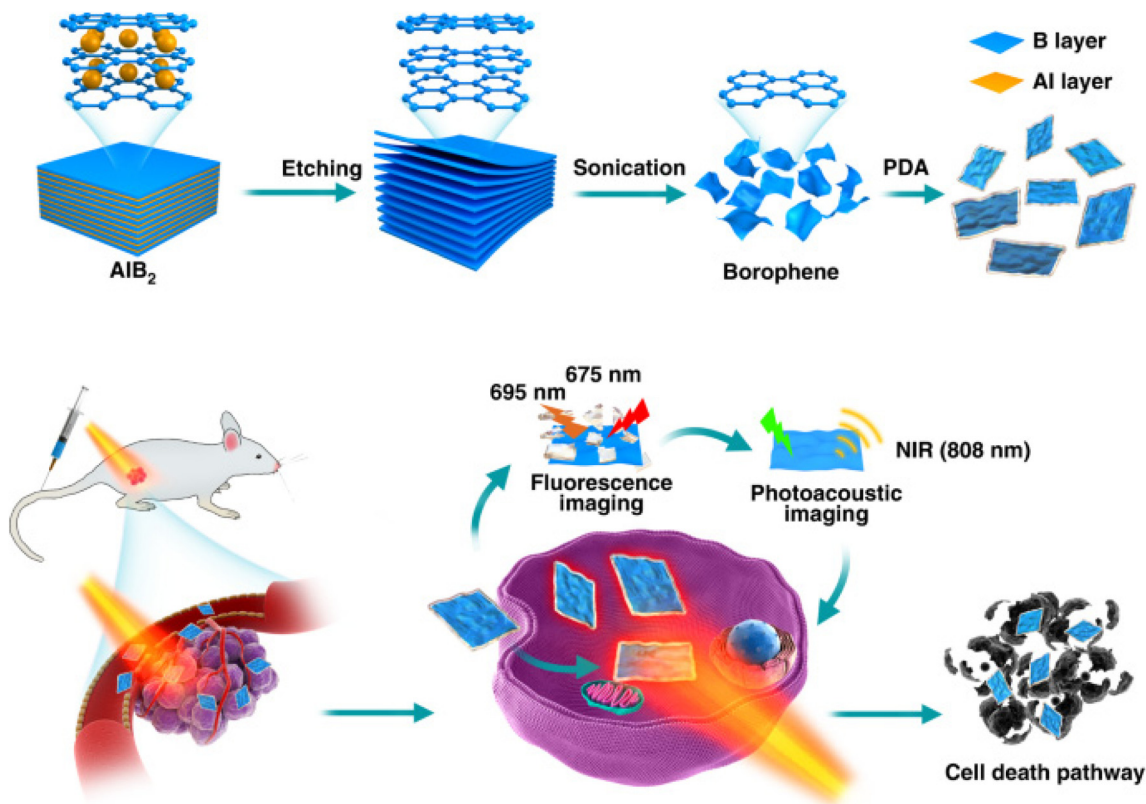 B layer
Al layer
Etching
Sonication
PDA
AlB₂
Borophene
675 nm
695 nm
NIR (808 nm)
Fluorescence
imaging
Photoacoustic
imaging
Cell death pathway